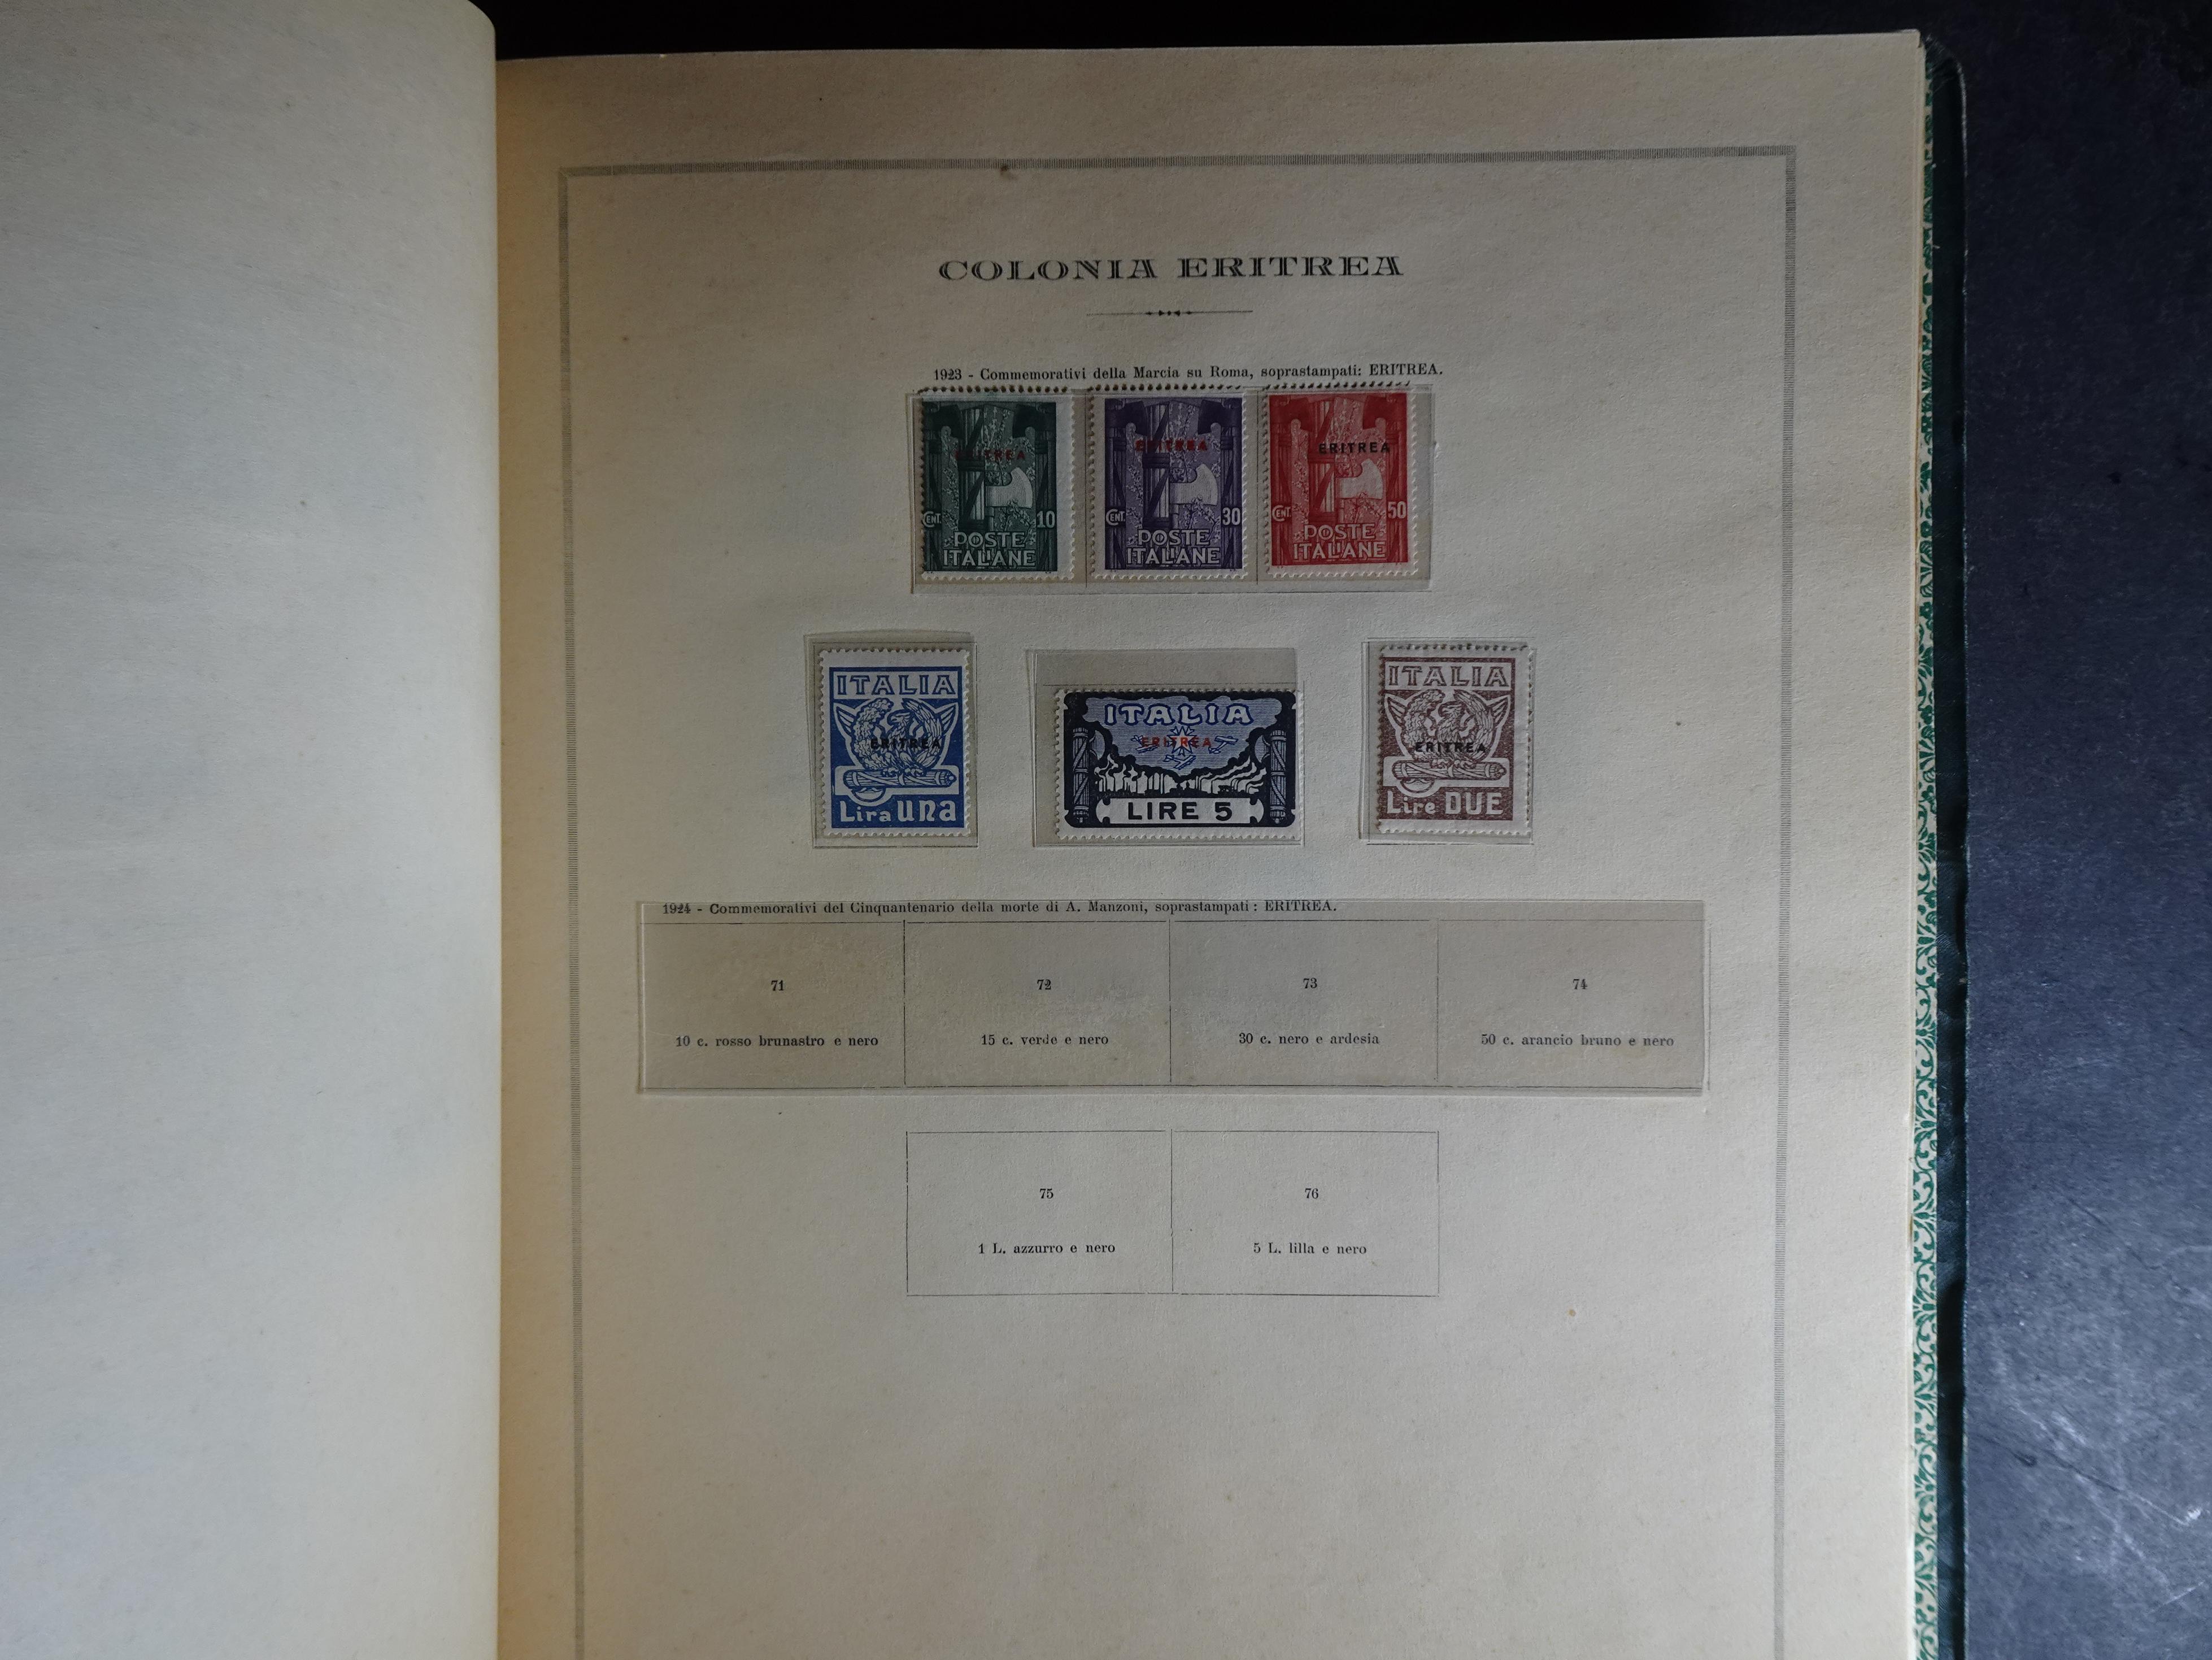 COLONIA ERITREA
1923 - Commemorativi della Marcia su Roma, soprastampati: ERITREA.
ERITREA
CENT. 10
POSTE
ITALIANE
ERITREA
CENT. 30
POSTE
ITALIANE
ERITREA
CENT. 50
POSTE
ITALIANE
ITALIA
ERITREA
Lira UNA
ITALIA
ERITREA
LIRE 5
ITALIA
ERITREA
Lire DUE
1924 - Commemorativi del Cinquantenario della morte di A. Manzoni, soprastampati : ERITREA.
71
10 c. rosso brunastro e nero
72
15 c. verde e nero
73
30 c. nero e ardesia
74
50 c. arancio bruno e nero
75
1 L. azzurro e nero
76
5 L. lilla e nero